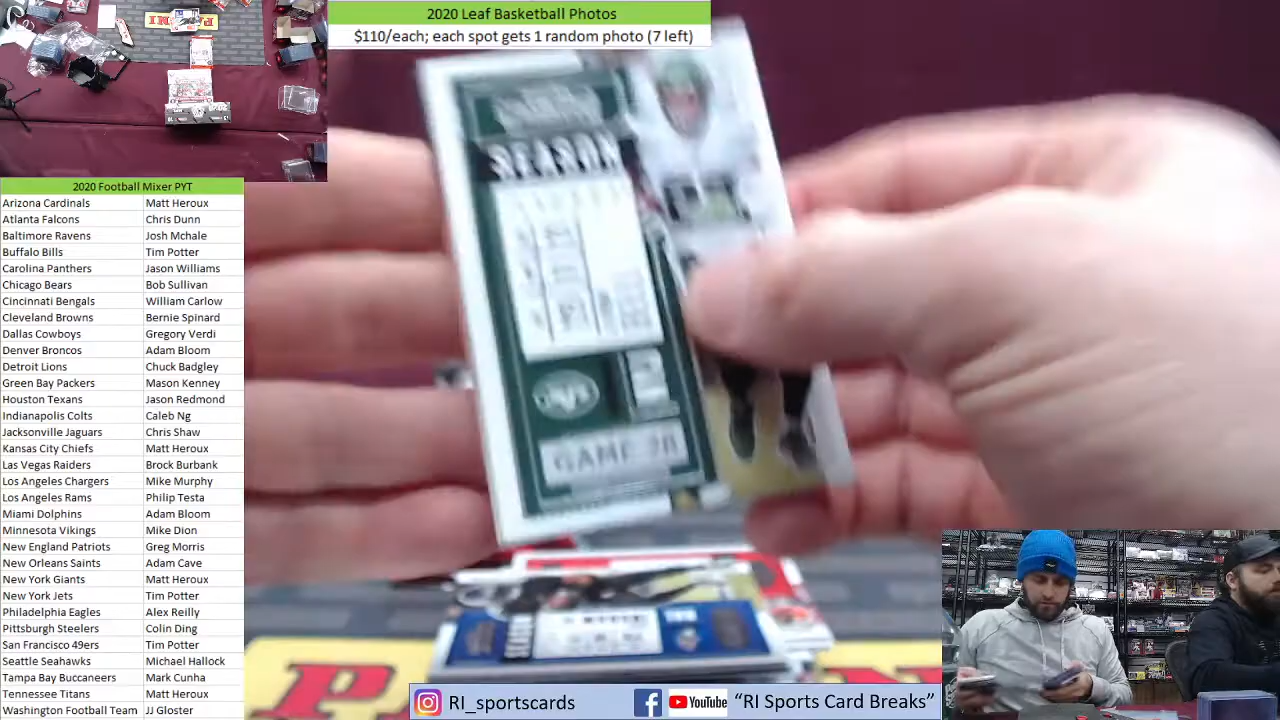 2020 Leaf Basketball Photos
$110/each; each spot gets 1 random photo (7 left)
2020 Football Mixer PYT
Arizona Cardinals Matt Heroux
Atlanta Falcons Chris Dunn
Baltimore Ravens Josh Mchale
Buffalo Bills Tim Potter
Carolina Panthers Jason Williams
Chicago Bears Bob Sullivan
Cincinnati Bengals William Carlow
Cleveland Browns Bernie Spinard
Dallas Cowboys Gregory Verdi
Denver Broncos Adam Bloom
Detroit Lions Chuck Badgley
Green Bay Packers Mason Kenney
Houston Texans Jason Redmond
Indianapolis Colts Caleb Ng
Jacksonville Jaguars Chris Shaw
Kansas City Chiefs Matt Heroux
Las Vegas Raiders Brock Burbank
Los Angeles Chargers Mike Murphy
Los Angeles Rams Philip Testa
Miami Dolphins Adam Bloom
Minnesota Vikings Mike Dion
New England Patriots Greg Morris
New Orleans Saints Adam Cave
New York Giants Matt Heroux
New York Jets Tim Potter
Philadelphia Eagles Alex Reilly
Pittsburgh Steelers Colin Ding
San Francisco 49ers Tim Potter
Seattle Seahawks Michael Hallock
Tampa Bay Buccaneers Mark Cunha
Tennessee Titans Matt Heroux
Washington Football Team JJ Gloster
SEASON
SEASON
RI_sportscards
YouTube "RI Sports Card Breaks"